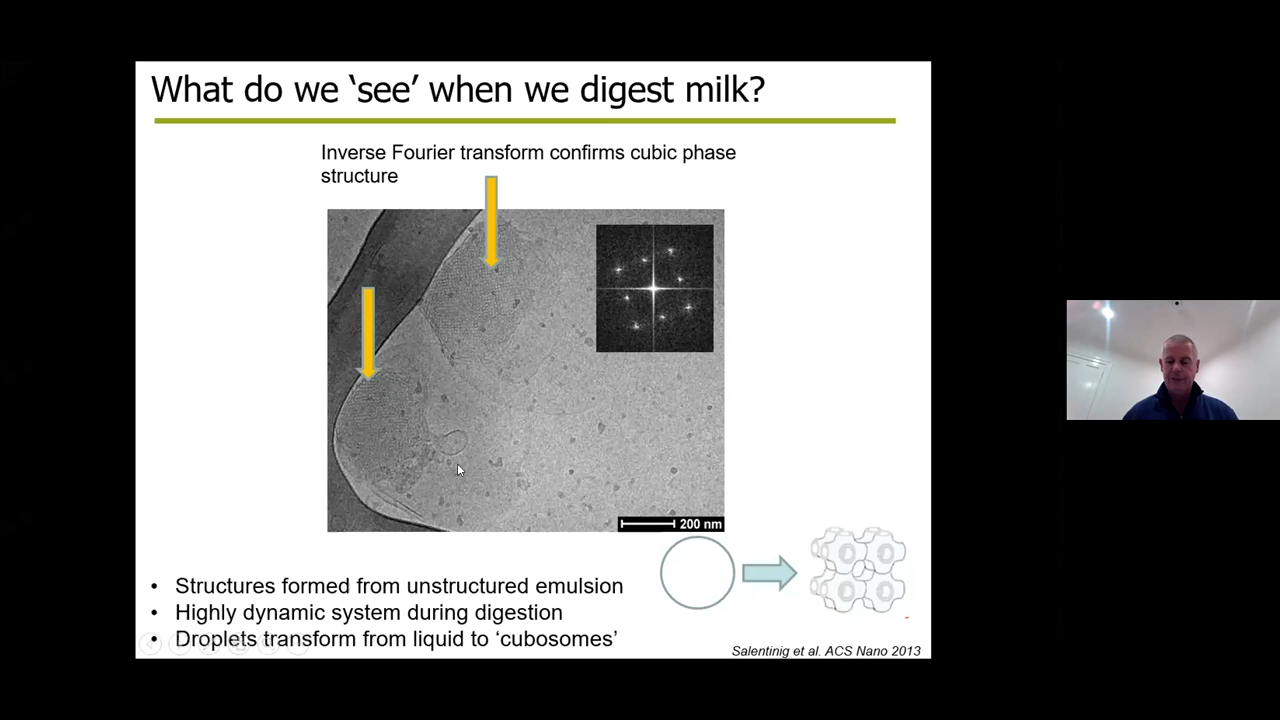 What do we ‘see’ when we digest milk?
Inverse Fourier transform confirms cubic phase
structure
200 nm
• Structures formed from unstructured emulsion
• Highly dynamic system during digestion
• Droplets transform from liquid to ‘cubosomes’
Salentinig et al. ACS Nano 2013